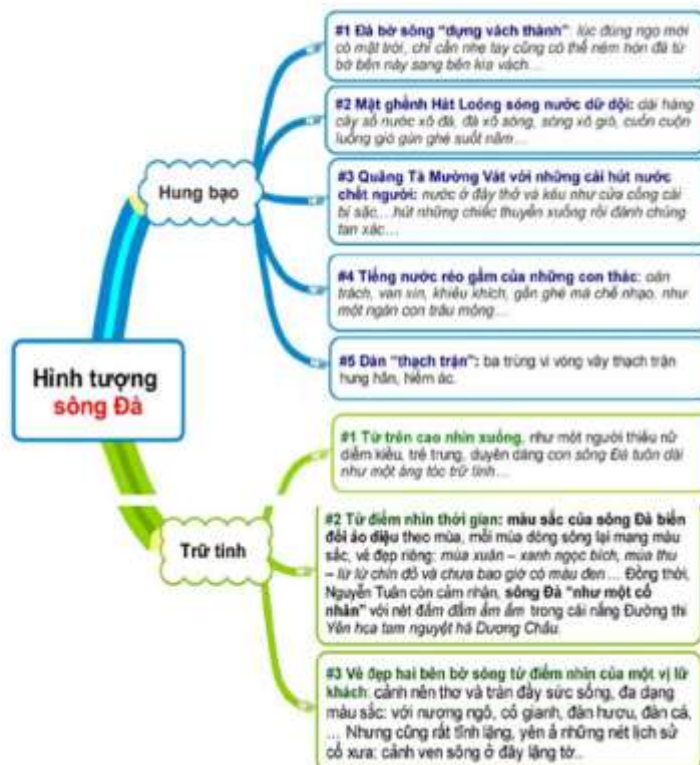 Hình tượng
sông Đà
Hung bạo
#1 Đá bờ sông "dựng vách thành": lúc đúng ngọ mới
có mặt trời, chỉ cần nhẹ tay cũng có thể ném hòn đá từ
bờ bên này sang bên kia vách…
#2 Mặt ghềnh Hát Loóng sóng nước dữ dội: dài hàng
cây số nước xô đá, đá xô sóng, sóng xô gió, cuồn cuộn
luồng gió gùn ghè suốt năm…
#3 Quãng Tà Mường Vát với những cái hút nước
chết người: nước ở đây thở và kêu như cửa cống cái
bị sặc,…hút những chiếc thuyền xuống rồi đánh chúng
tan xác…
#4 Tiếng nước réo gầm của những con thác: oán
trách, van xin, khiêu khích, gằn ghè mà chế nhạo, như
một ngàn con trâu mộng…
#5 Dàn "thạch trận": ba trùng vi vòng vây thạch trận
hung hãn, hiểm ác.
Trữ tình
#1 Từ trên cao nhìn xuống, như một người thiếu nữ
diễm kiều, trẻ trung, duyên dáng con sông Đà tuôn dài
như một áng tóc trữ tình…
#2 Từ điểm nhìn thời gian: màu sắc của sông Đà biến
đổi ảo diệu theo mùa, mỗi mùa dòng sông lại mang màu
sắc, vẻ đẹp riêng: mùa xuân – xanh ngọc bích, mùa thu
– lừ lừ chín đỏ và chưa bao giờ có màu đen… Đồng thời,
Nguyễn Tuân còn cảm nhận, sông Đà "như một cố
nhân" với nét đằm đằm ấm ấm trong cái nắng Đường thi
Yên hoa tam nguyệt há Dương Châu.
#3 Vẻ đẹp hai bên bờ sông từ điểm nhìn của một vị lữ
khách: cảnh nên thơ và tràn đầy sức sống, đa dạng
màu sắc: với nương ngô, cỏ gianh, đàn hươu, đàn cá,
… Nhưng cũng rất tĩnh lặng, yên ả những nét lịch sử
cổ xưa: cảnh ven sông ở đây lặng tờ..